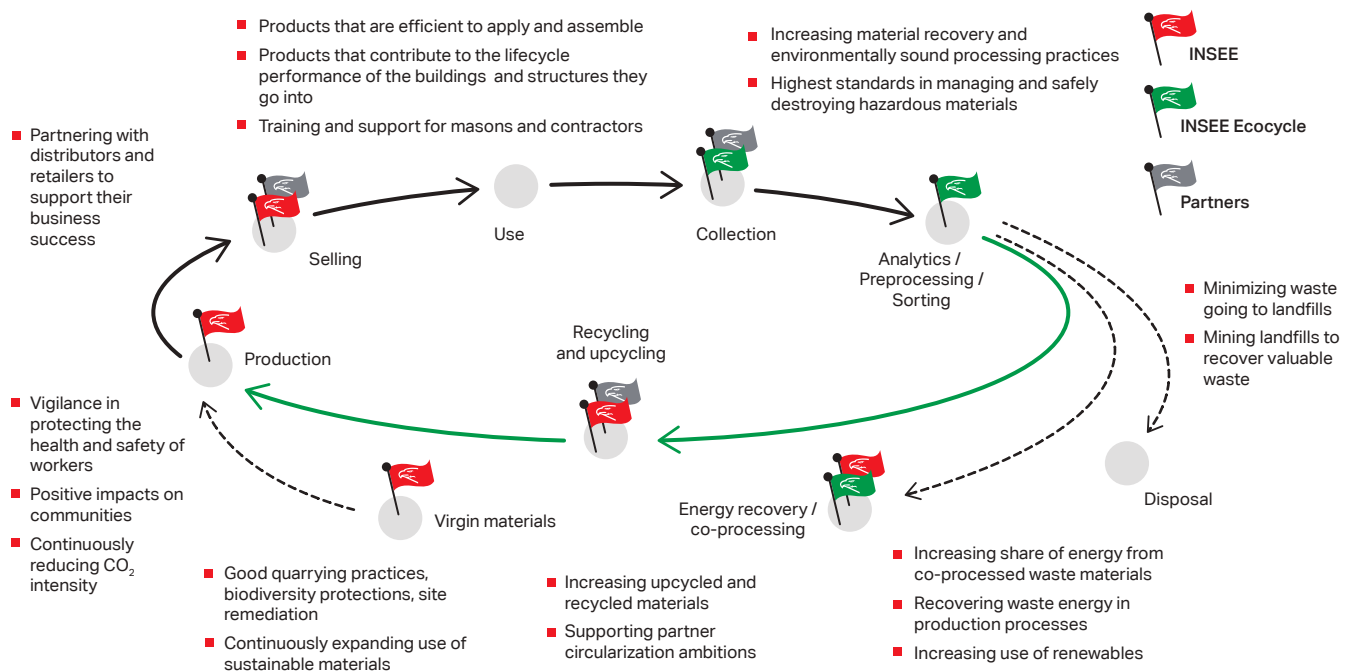 Products that are efficient to apply and assemble
Products that contribute to the lifecycle
performance of the buildings and structures they
go into
Training and support for masons and contractors
Increasing material recovery and
environmentally sound processing practices
Highest standards in managing and safely
destroying hazardous materials
INSEE
INSEE Ecocycle
Partners
Partnering with
distributors and
retailers to
support their
business
success
Selling
Use
Collection
Analytics /
Preprocessing /
Sorting
Minimizing waste
going to landfills
Mining landfills to
recover valuable
waste
Production
Recycling
and upcycling
Vigilance in
protecting the
health and safety of
workers
Positive impacts on
communities
Continuously
reducing CO₂
intensity
Virgin materials
Energy recovery /
co-processing
Disposal
Good quarrying practices,
biodiversity protections, site
remediation
Continuously expanding use of
sustainable materials
Increasing upcycled and
recycled materials
Supporting partner
circularization ambitions
Increasing share of energy from
co-processed waste materials
Recovering waste energy in
production processes
Increasing use of renewables